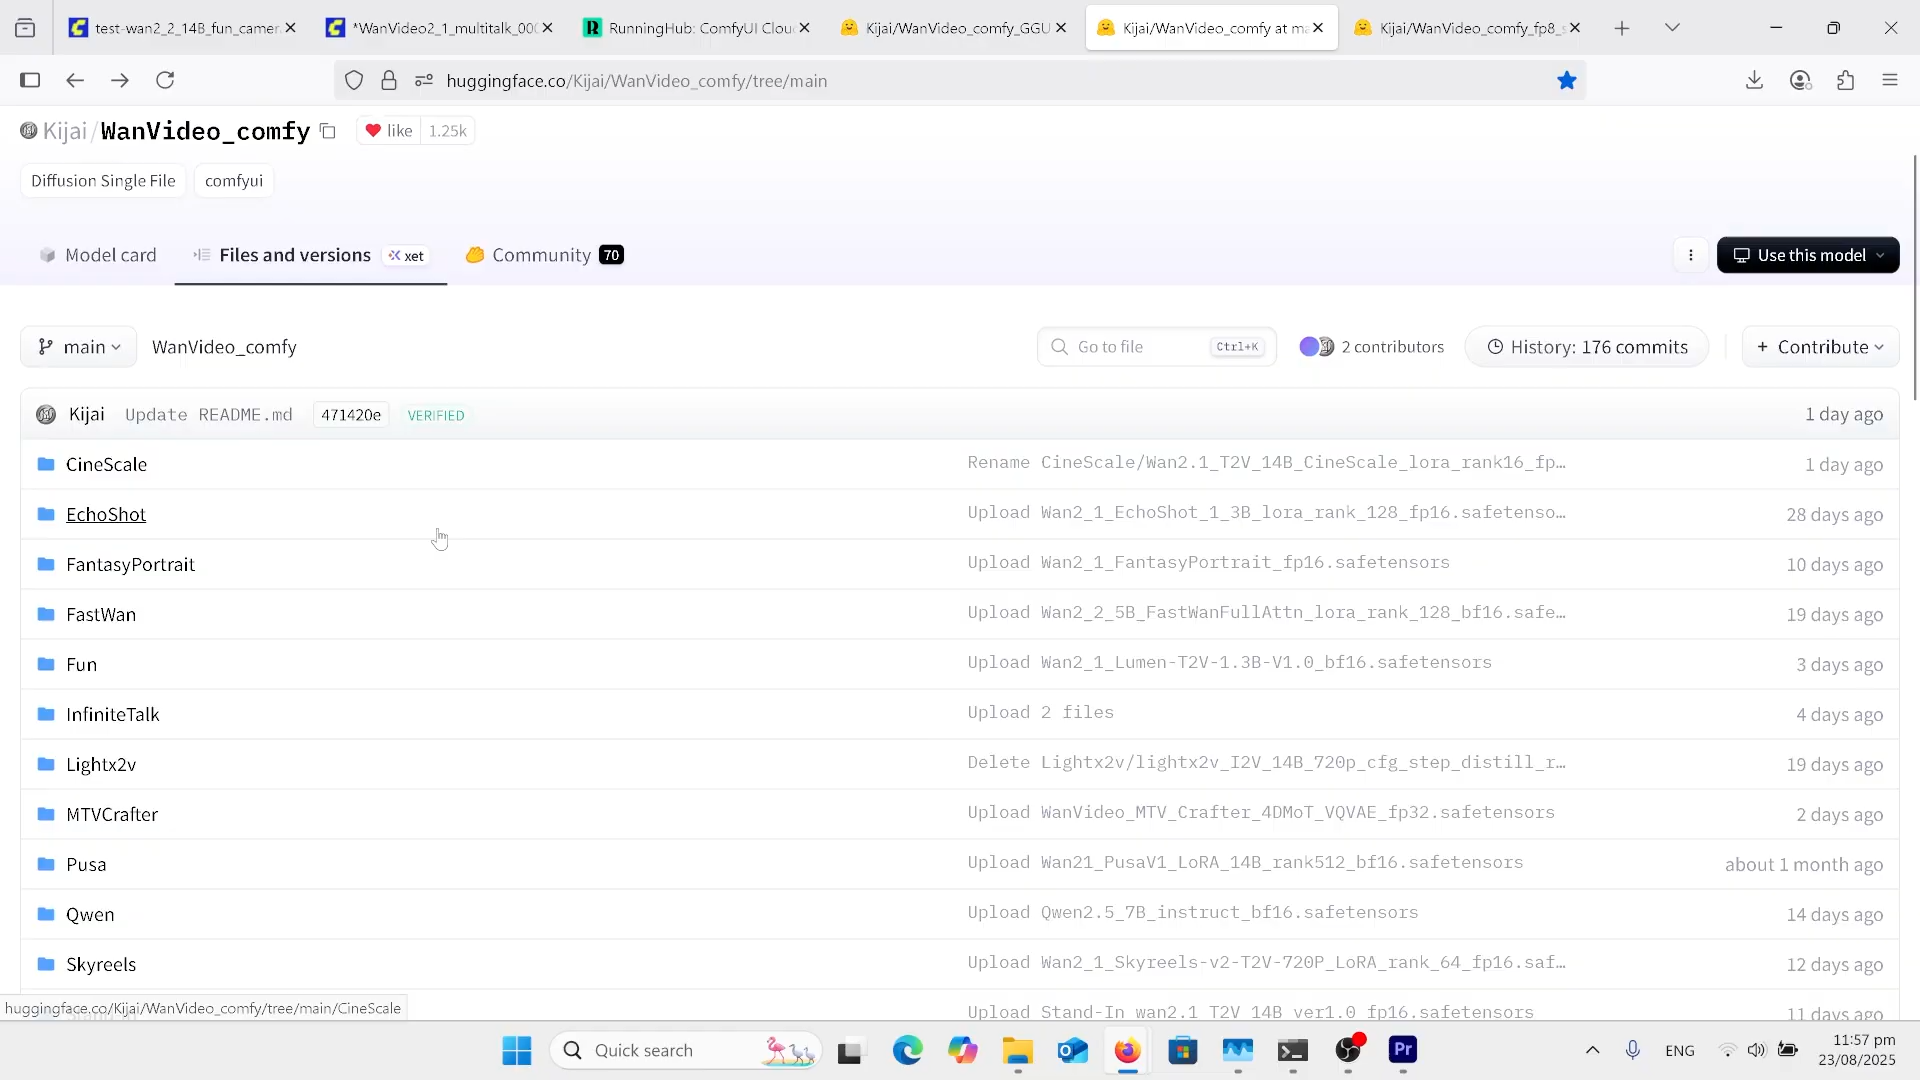 test-wan2_2_14B_fun_camer
*WanVideo2_1_multitalk_000
RunningHub: ComfyUI Clou
Kijai/WanVideo_comfy_GGU
Kijai/WanVideo_comfy at ma
Kijai/WanVideo_comfy_fp8_s
huggingface.co/Kijai/WanVideo_comfy/tree/main
Kijai/WanVideo_comfy like 1.25k
Diffusion Single File comfyui
Model card Files and versions xet Community 70 Use this model
main WanVideo_comfy Go to file Ctrl+K 2 contributors History: 176 commits + Contribute
Kijai Update README.md 471420e VERIFIED 1 day ago
CineScale Rename CineScale/Wan2.1_T2V_14B_CineScale_lora_rank16_fp… 1 day ago
EchoShot Upload Wan2_1_EchoShot_1_3B_lora_rank_128_fp16.safetenso… 28 days ago
FantasyPortrait Upload Wan2_1_FantasyPortrait_fp16.safetensors 10 days ago
FastWan Upload Wan2_2_5B_FastWanFullAttn_lora_rank_128_bf16.safe… 19 days ago
Fun Upload Wan2_1_Lumen-T2V-1.3B-V1.0_bf16.safetensors 3 days ago
InfiniteTalk Upload 2 files 4 days ago
Lightx2v Delete Lightx2v/lightx2v_I2V_14B_720p_cfg_step_distill_r… 19 days ago
MTVCrafter Upload WanVideo_MTV_Crafter_4DMoT_VQVAE_fp32.safetensors 2 days ago
Pusa Upload Wan21_PusaV1_LoRA_14B_rank512_bf16.safetensors about 1 month ago
Qwen Upload Qwen2.5_7B_instruct_bf16.safetensors 14 days ago
Skyreels Upload Wan2_1_Skyreels-v2-T2V-720P_LoRA_rank_64_fp16.saf… 12 days ago
huggingface.co/Kijai/WanVideo_comfy/tree/main/CineScale
Upload Stand-In_wan2.1_T2V_14B_ver1.0_fp16.safetensors 11 days ago
Quick search Pr ENG 11:57 pm
23/08/2025